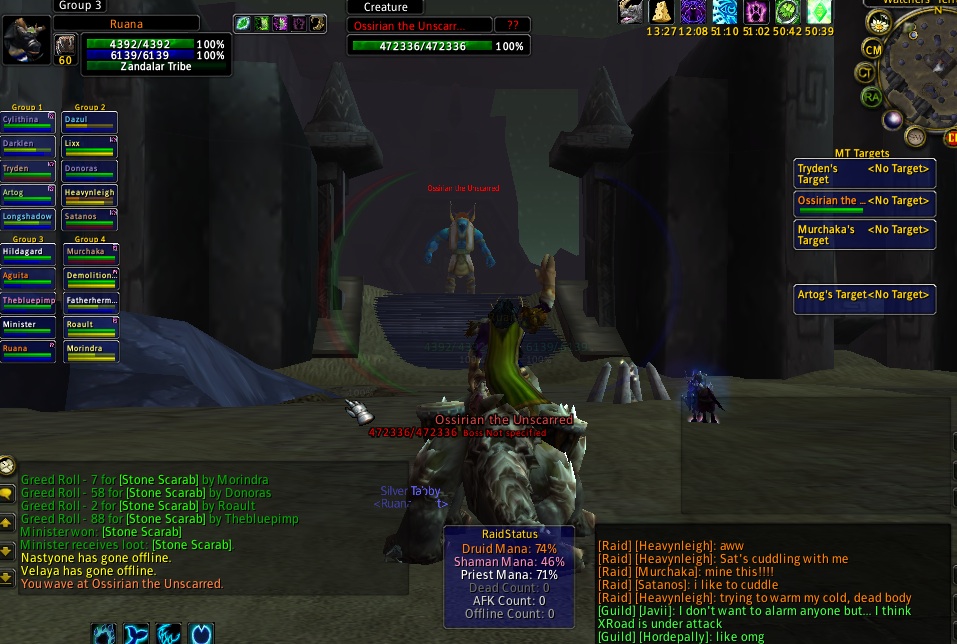 Group 3
Ruana
4392/4392 100%
6139/6139 100%
60
Zandalar Tribe
Creature
Ossirian the Unscarr... ??
472336/472336 100%
13:27 12:08 51:10 51:02 50:42 50:39
N
CM
CT
RA
Group 1
Cylithina
Darklen
Tryden
Artog
Longshadow
Group 2
Dazul
Lixx
Donoras
Heavynleigh
Satanos
Group 3
Hildagard
Aguita
Thebluepimp
Minister
Ruana
Group 4
Murchaka
Demolition...
Fatherherm...
Roault
Morindra
MT Targets
Tryden's Target <No Target>
Ossirian the ... <No Target>
Murchaka's Target <No Target>
Artog's Target <No Target>
Ossirian the Unscarred
Ossirian the Unscarred
472336/472336 Boss Not specified
Silver Tabby
Greed Roll - 7 for [Stone Scarab] by Morindra
Greed Roll - 58 for [Stone Scarab] by Donoras
Greed Roll - 2 for [Stone Scarab] by Roault
Greed Roll - 88 for [Stone Scarab] by Thebluepimp
Minister won: [Stone Scarab]
Minister receives loot: [Stone Scarab].
Nastyone has gone offline.
Velaya has gone offline.
You wave at Ossirian the Unscarred.
RaidStatus
Druid Mana: 74%
Shaman Mana: 46%
Priest Mana: 71%
Dead Count: 0
AFK Count: 0
Offline Count: 0
[Raid] [Heavynleigh]: aww
[Raid] [Heavynleigh]: Sat's cuddling with me
[Raid] [Murchaka]: mine this!!!!
[Raid] [Satanos]: i like to cuddle
[Raid] [Heavynleigh]: trying to warm my cold, dead body
[Guild] [Javii]: I don't want to alarm anyone but... I think
XRoad is under attack
[Guild] [Hordepally]: like omg